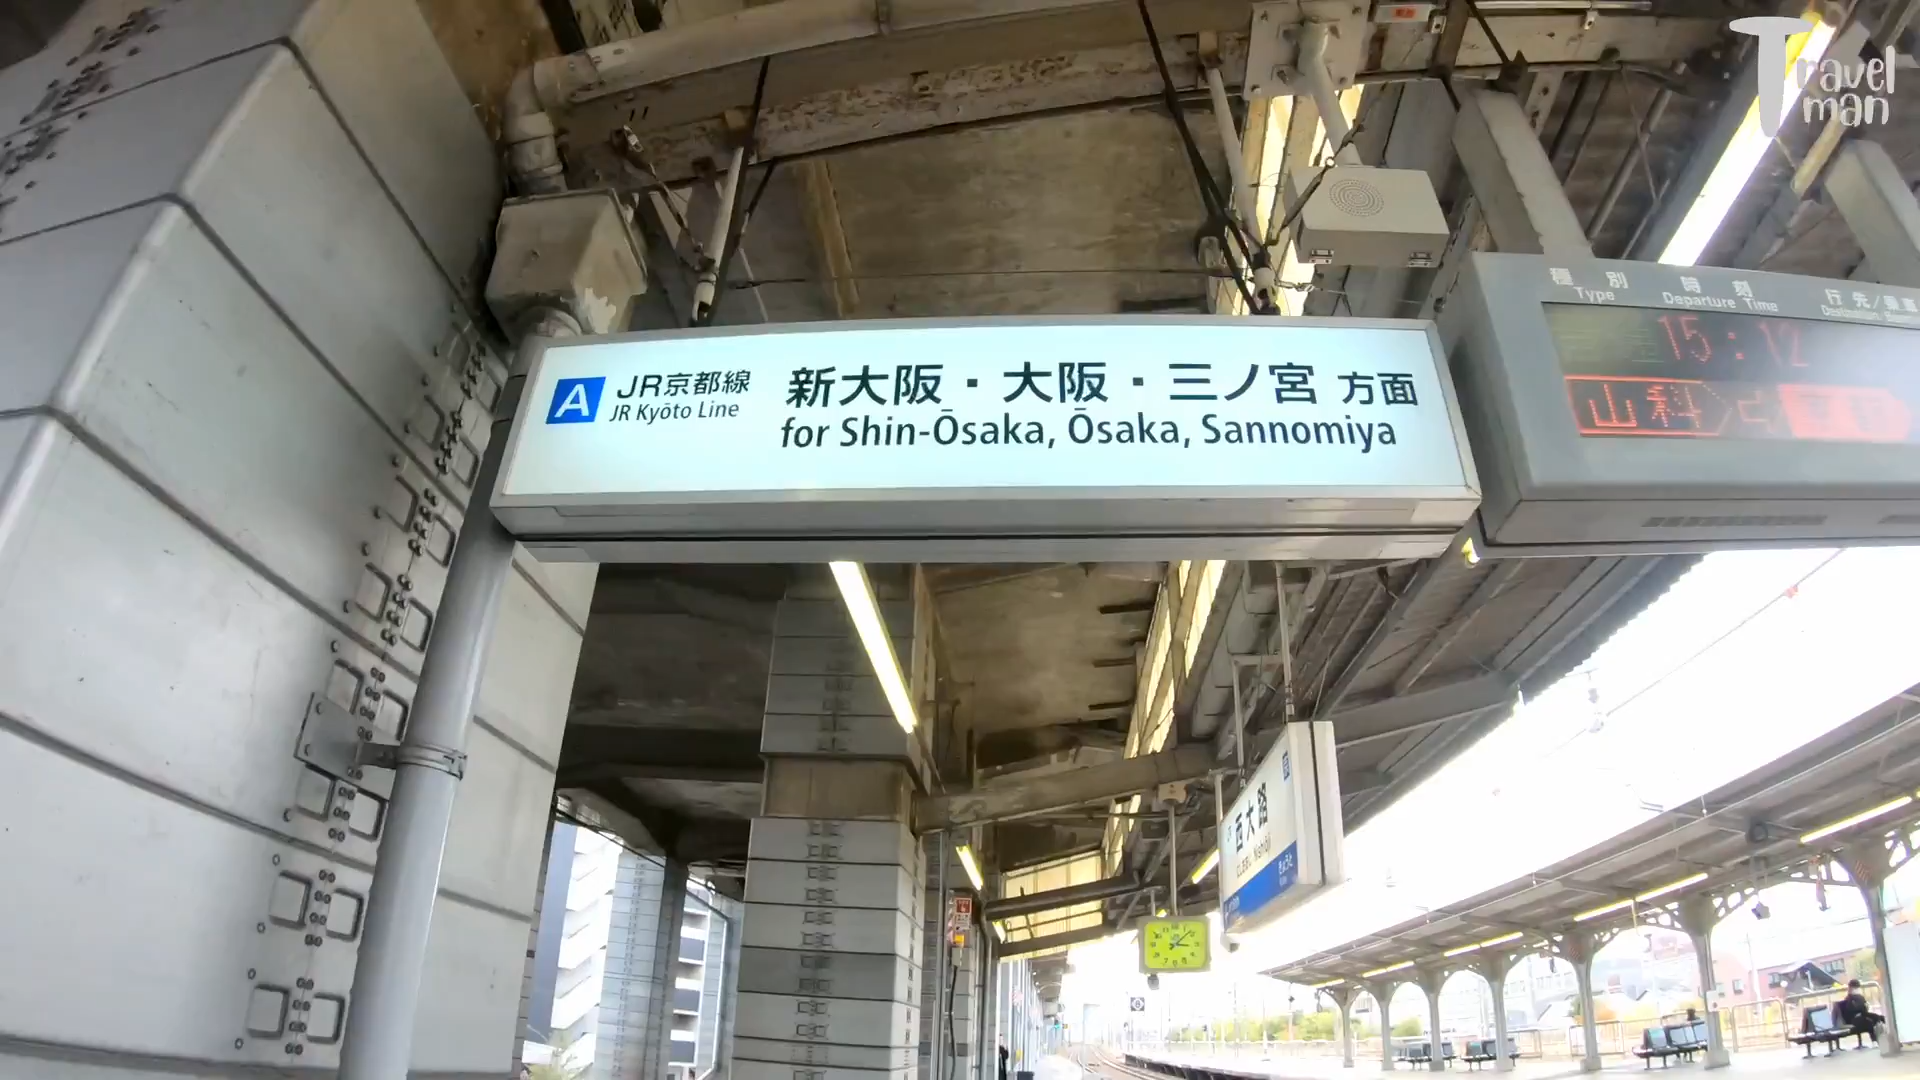 Travel
man
種別 時刻 行先
Type Departure Time
15:12
山科
A JR京都線 新大阪・大阪・三ノ宮 方面
JR Kyōto Line for Shin-Ōsaka, Ōsaka, Sannomiya
西大路